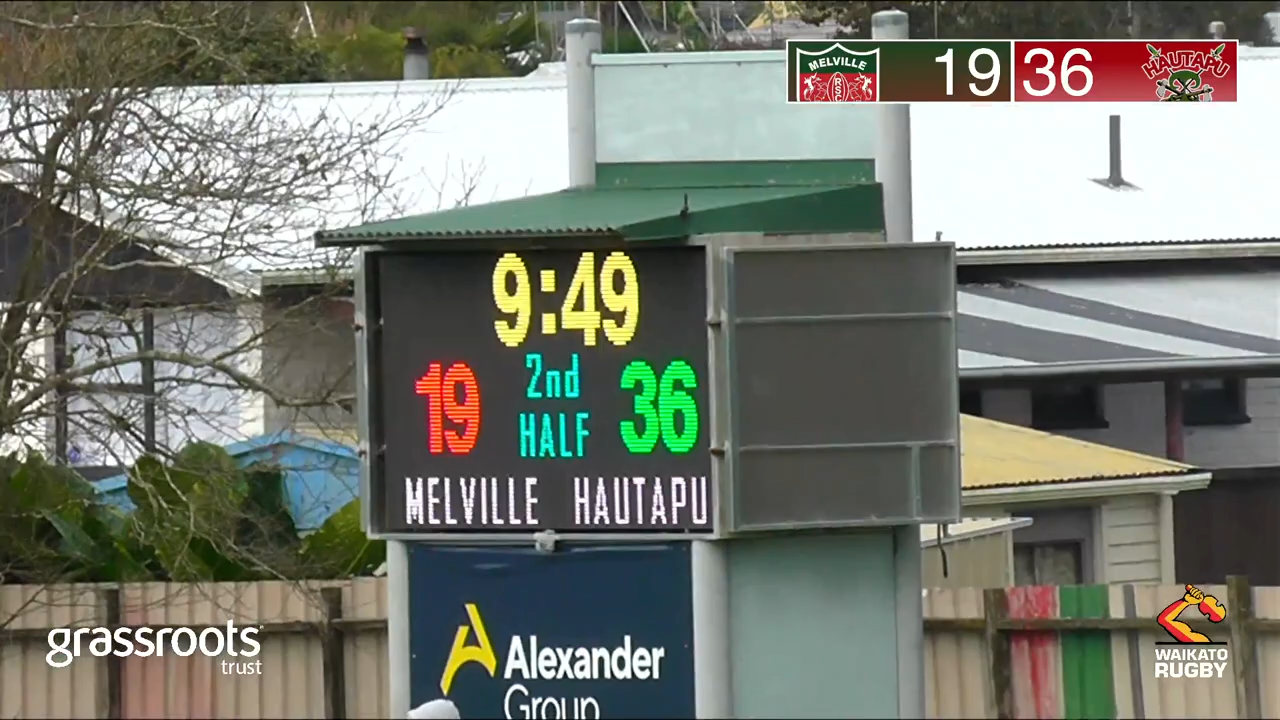 MELVILLE
RSC
19 36
HAUTAPU
9:49
19 2nd 36
HALF
MELVILLE HAUTAPU
grassroots
trust
Alexander
Group
WAIKATO
RUGBY